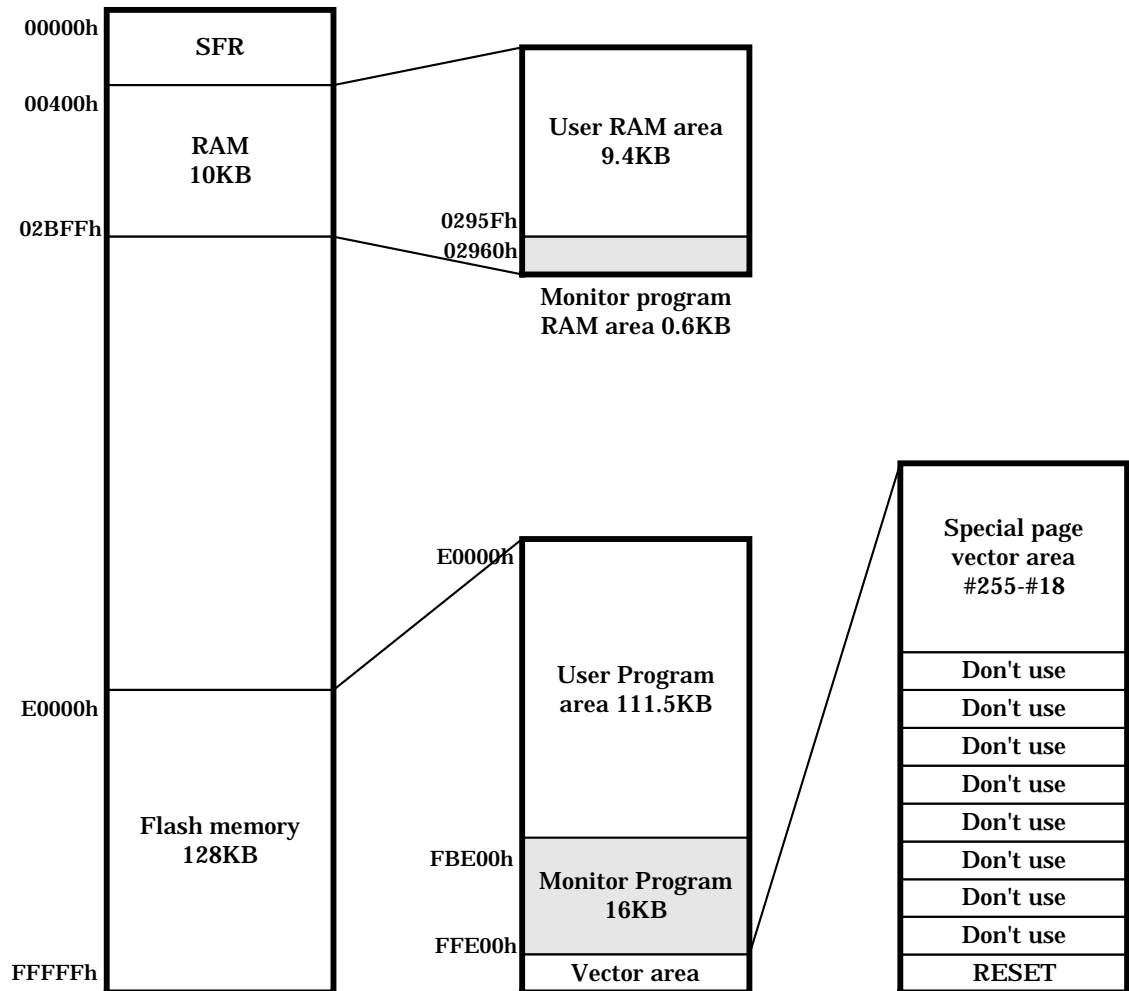 00000h
SFR
00400h
RAM
10KB
02BFFh
User RAM area
9.4KB
0295Fh
02960h
Monitor program
RAM area 0.6KB
E0000h
Flash memory
128KB
FFFFFh
E0000h
User Program
area 111.5KB
FBE00h
Monitor Program
16KB
FFE00h
Vector area
Special page
vector area
#255-#18
Don't use
Don't use
Don't use
Don't use
Don't use
Don't use
Don't use
Don't use
RESET